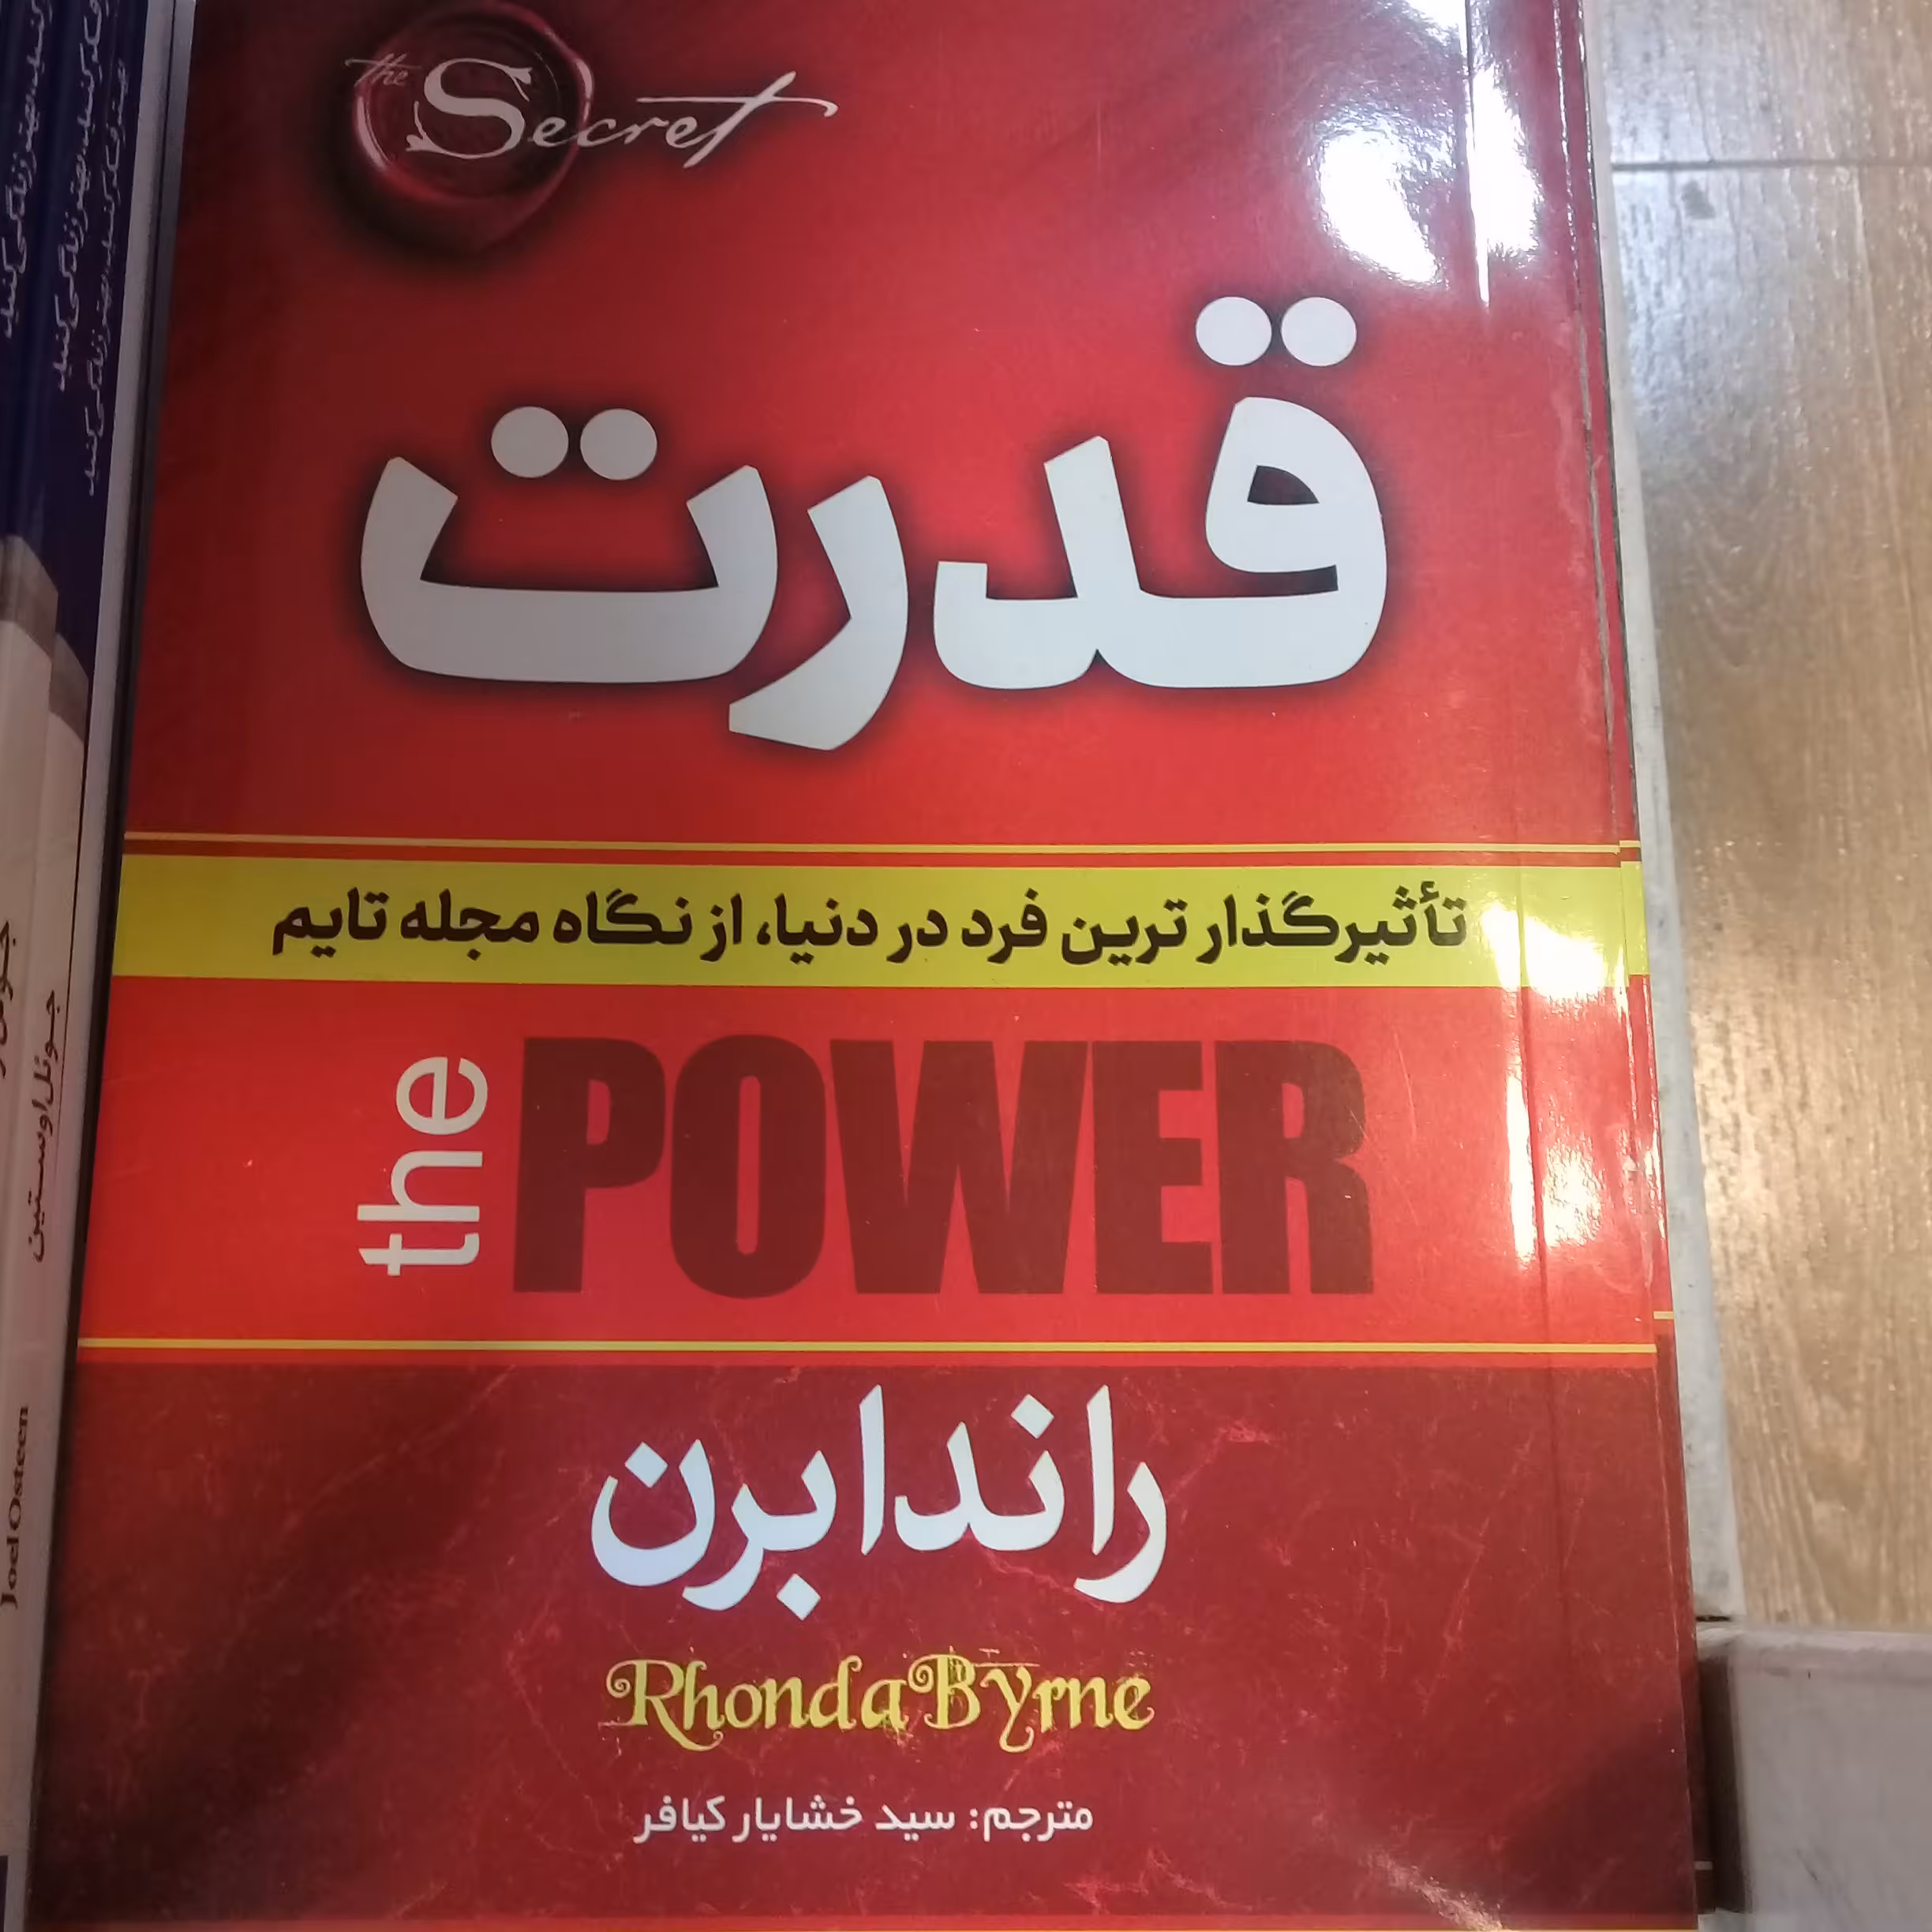 the Secret
قدرت
تأثیرگذار ترین فرد در دنیا، از نگاه مجله تایم
the POWER
راندا برن
Rhonda Byrne
مترجم: سید خشایار کیافر
جوئل اوستین
Joel Osteen